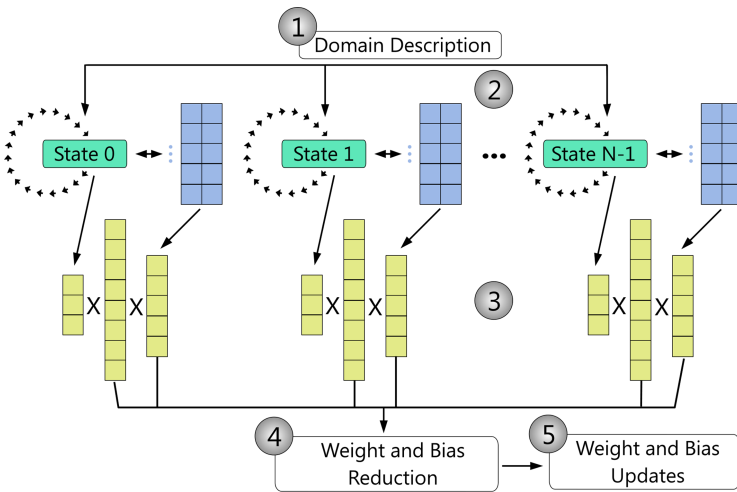 1
Domain Description
2
State 0
State 1
...
State N-1
3
X X
X X
X X
4
Weight and Bias
Reduction
5
Weight and Bias
Updates